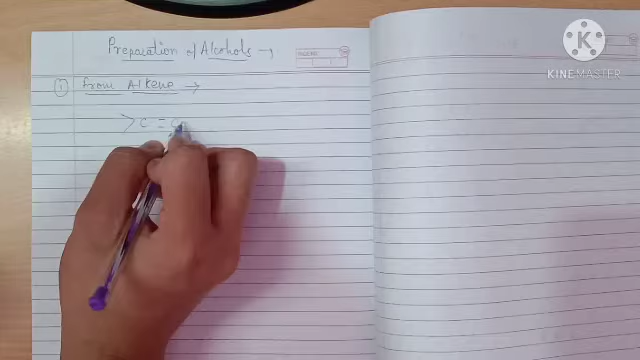 Preparation of Alcohols →
① From Alkene →
>C = C
K
KINEMASTER